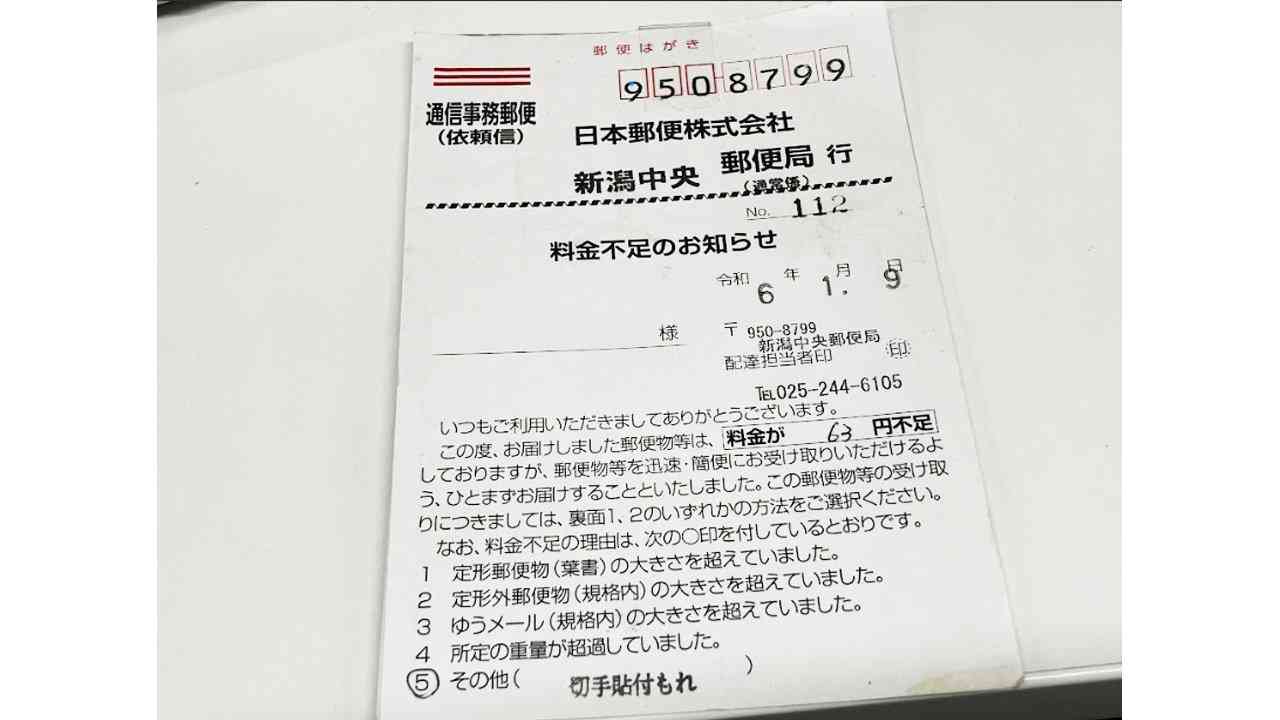 郵便はがき
9508799
通信事務郵便
(依頼信)
日本郵便株式会社
新潟中央 郵便局 行
(通常係)
No. 112
料金不足のお知らせ
令和 6 年 1. 月 9 日
様
〒 950-8799
新潟中央郵便局
配達担当者印 印
TEL025-244-6105
いつもご利用いただきましてありがとうございます。
この度、お届けしました郵便物等は、料金が 63 円不足
しておりますが、郵便物等を迅速・簡便にお受け取りいただけるよ
う、ひとまずお届けすることといたしました。この郵便物等の受け取
りにつきましては、裏面1、2のいずれかの方法をご選択ください。
なお、料金不足の理由は、次の○印を付しているとおりです。
1 定形郵便物(葉書)の大きさを超えていました。
2 定形外郵便物(規格内)の大きさを超えていました。
3 ゆうメール(規格内)の大きさを超えていました。
4 所定の重量が超過していました。
⑤ その他( 切手貼付もれ )